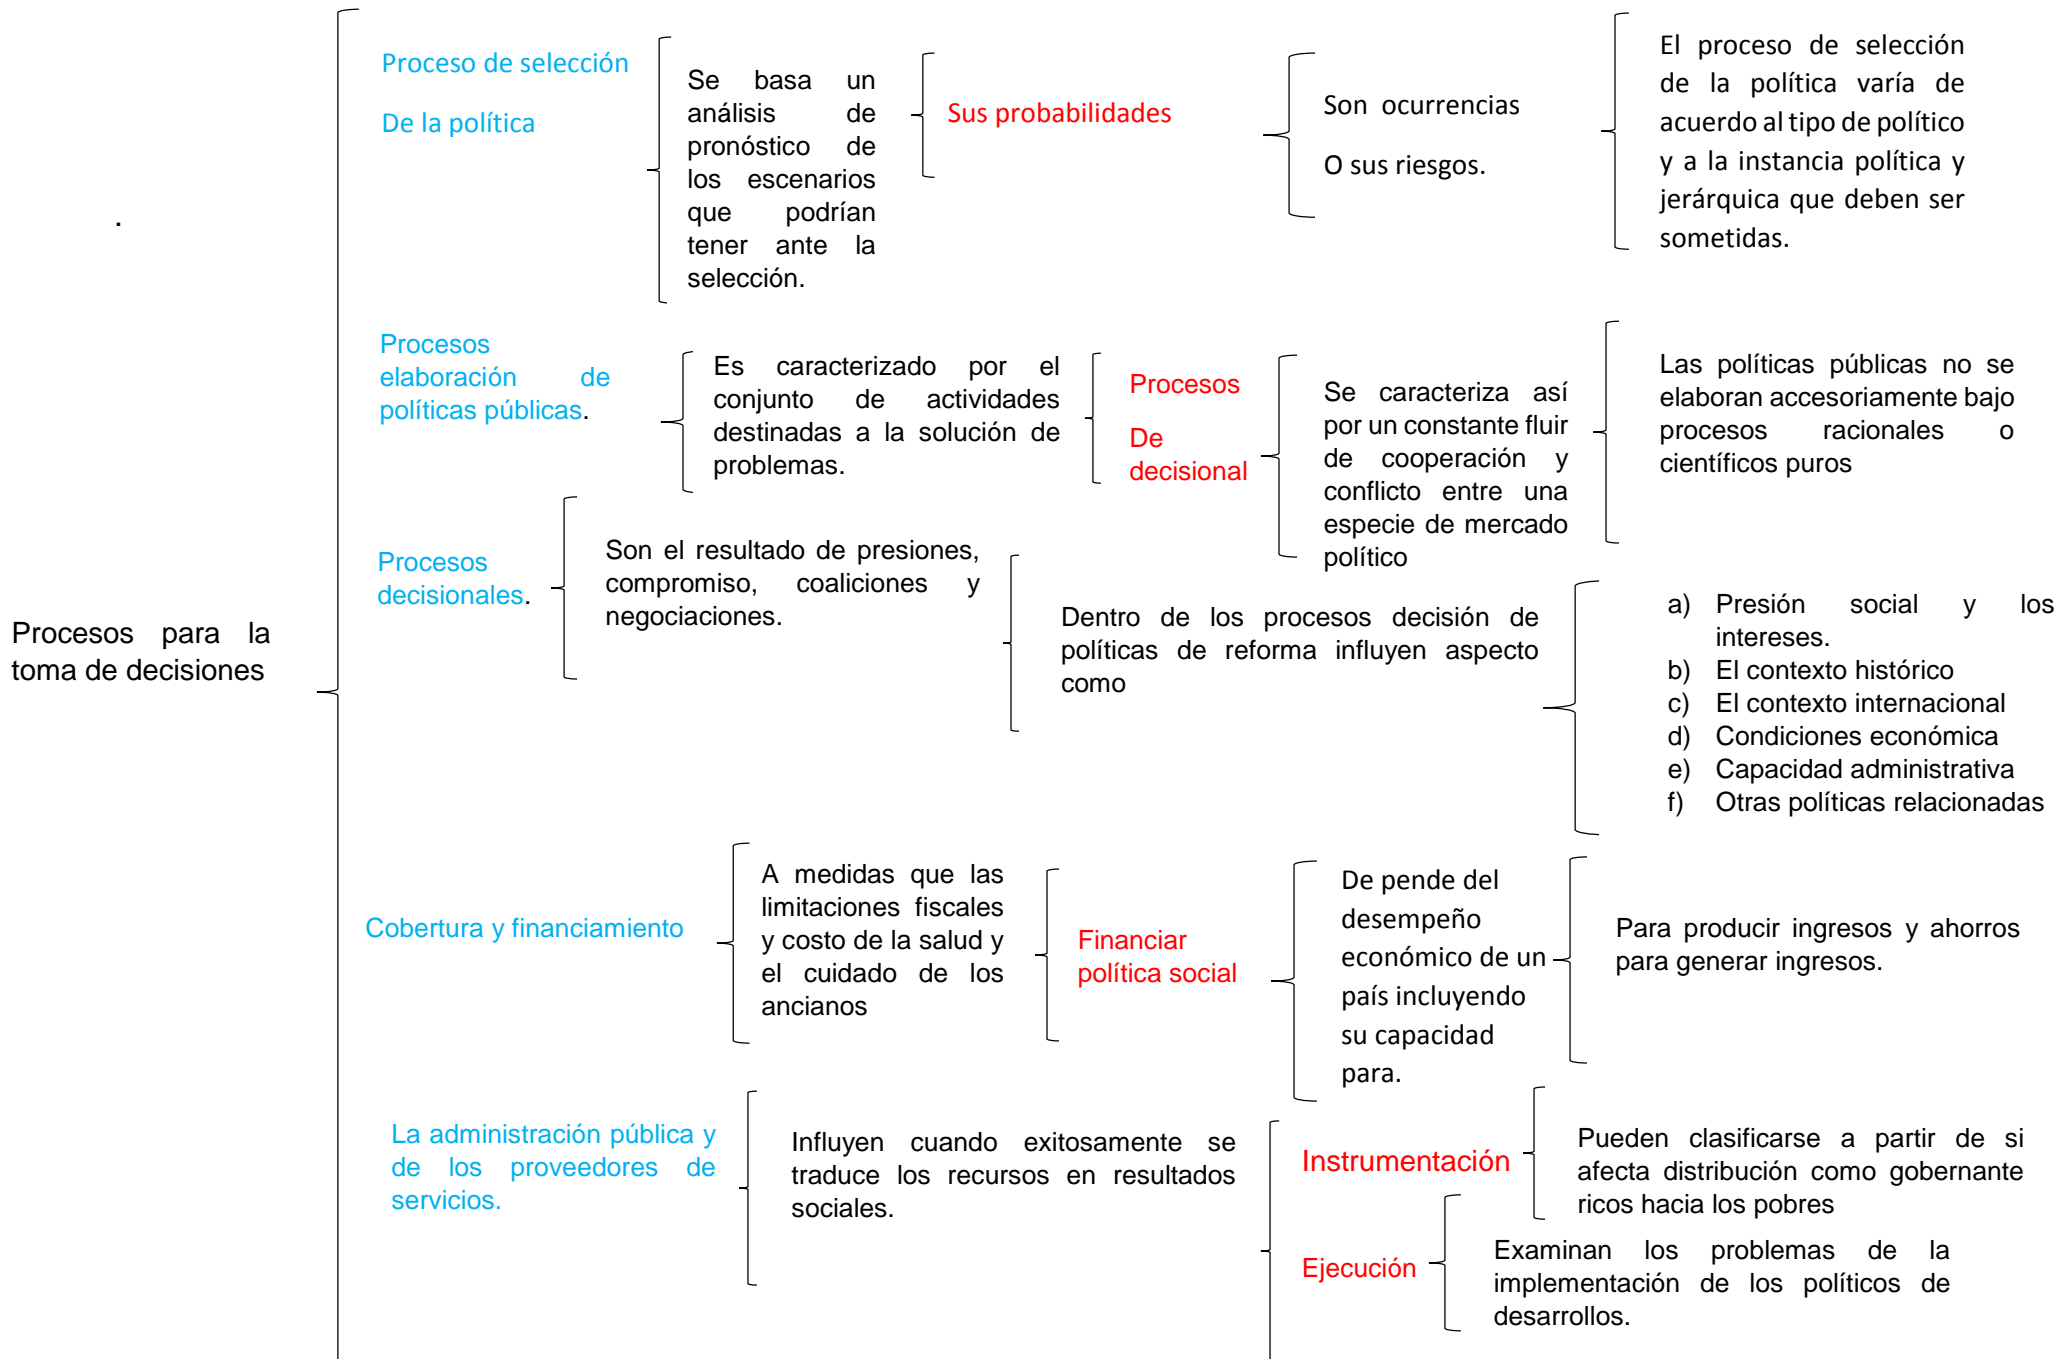 Proceso de selección
De la política
Se basa un
análisis de
pronóstico de
los escenarios
que podrían
tener ante la
selección.
Sus probabilidades
Son ocurrencias
O sus riesgos.
El proceso de selección
de la política varía de
acuerdo al tipo de político
y a la instancia política y
jerárquica que deben ser
sometidas.
.
Procesos
elaboración de
políticas públicas.
Es caracterizado por el
conjunto de actividades
destinadas a la solución de
problemas.
Procesos
De
decisional
Se caracteriza así
por un constante fluir
de cooperación y
conflicto entre una
especie de mercado
político
Las políticas públicas no se
elaboran accesoriamente bajo
procesos racionales o
científicos puros
Procesos
decisionales.
Son el resultado de presiones,
compromiso, coaliciones y
negociaciones.
Dentro de los procesos decisión de
políticas de reforma influyen aspecto
como
a) Presión social y los
intereses.
b) El contexto histórico
c) El contexto internacional
d) Condiciones económica
e) Capacidad administrativa
f) Otras políticas relacionadas
Procesos para la
toma de decisiones
Cobertura y financiamiento
A medidas que las
limitaciones fiscales
y costo de la salud y
el cuidado de los
ancianos
Financiar
política social
De pende del
desempeño
económico de un
país incluyendo
su capacidad
para.
Para producir ingresos y ahorros
para generar ingresos.
La administración pública y
de los proveedores de
servicios.
Influyen cuando exitosamente se
traduce los recursos en resultados
sociales.
Instrumentación
Pueden clasificarse a partir de si
afecta distribución como gobernante
ricos hacia los pobres
Ejecución
Examinan los problemas de la
implementación de los políticos de
desarrollos.